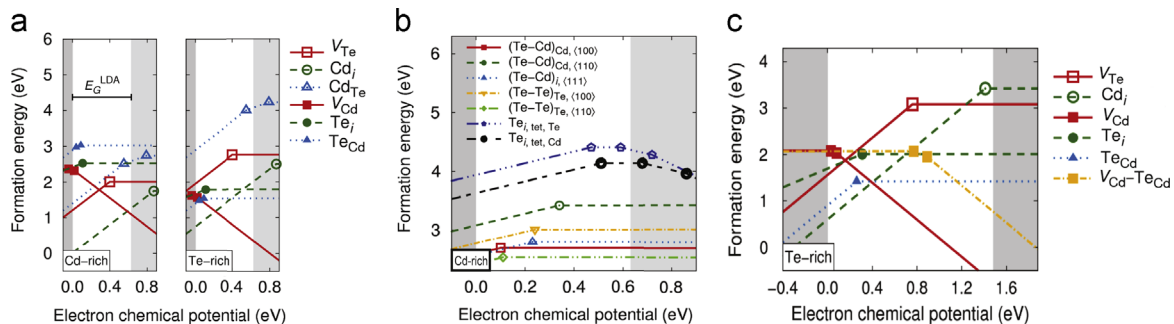 a
6
5
4
3
2
1
0
Formation energy (eV)
E_G^LDA
Cd–rich
Te–rich
0.0 0.4 0.8
0.0 0.4 0.8
Electron chemical potential (eV)
V_Te
Cd_i
Cd_Te
V_Cd
Te_i
Te_Cd
b
6
5
4
3
Formation energy (eV)
(Te–Cd)_Cd, ⟨100⟩
(Te–Cd)_Cd, ⟨110⟩
(Te–Cd)_i, ⟨111⟩
(Te–Te)_Te, ⟨100⟩
(Te–Te)_Te, ⟨110⟩
Te_i, tet, Te
Te_i, tet, Cd
Cd-rich
0.0 0.2 0.4 0.6 0.8
Electron chemical potential (eV)
c
4
3
2
1
0
Formation energy (eV)
Te–rich
−0.4 0.0 0.4 0.8 1.2 1.6
Electron chemical potential (eV)
V_Te
Cd_i
V_Cd
Te_i
Te_Cd
V_Cd–Te_Cd